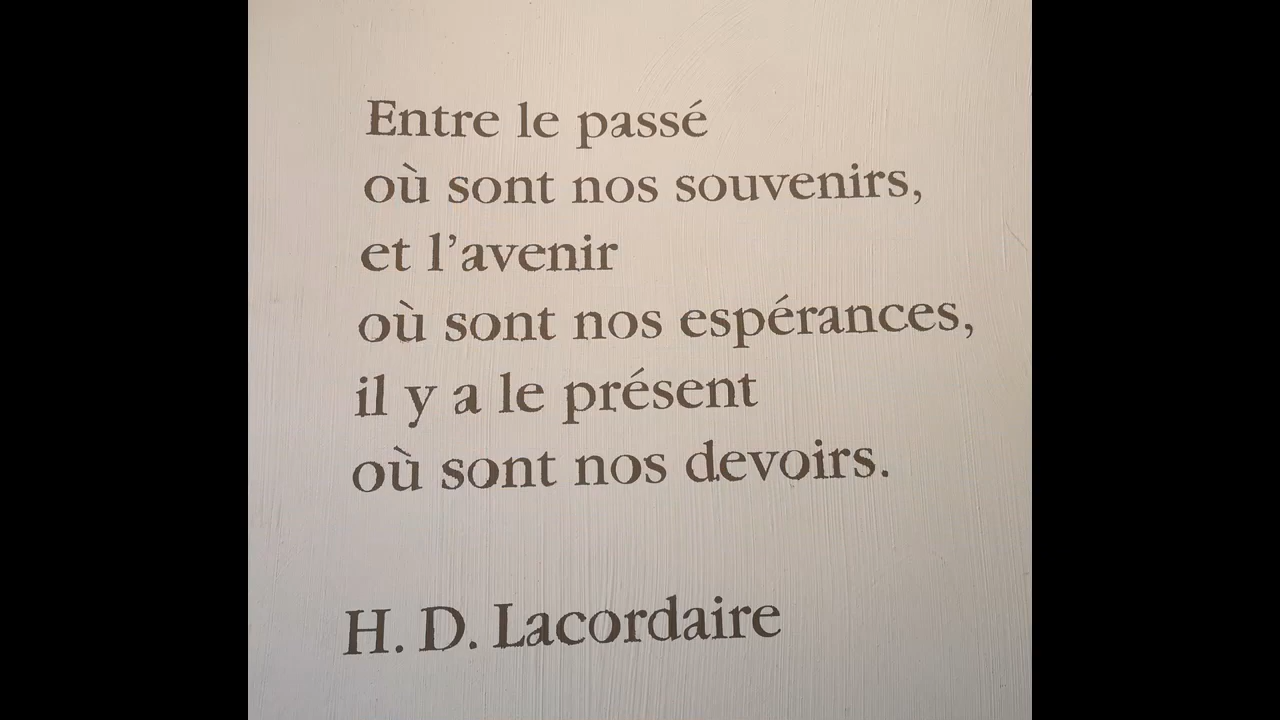 Entre le passé
où sont nos souvenirs,
et l’avenir
où sont nos espérances,
il y a le présent
où sont nos devoirs.
H. D. Lacordaire